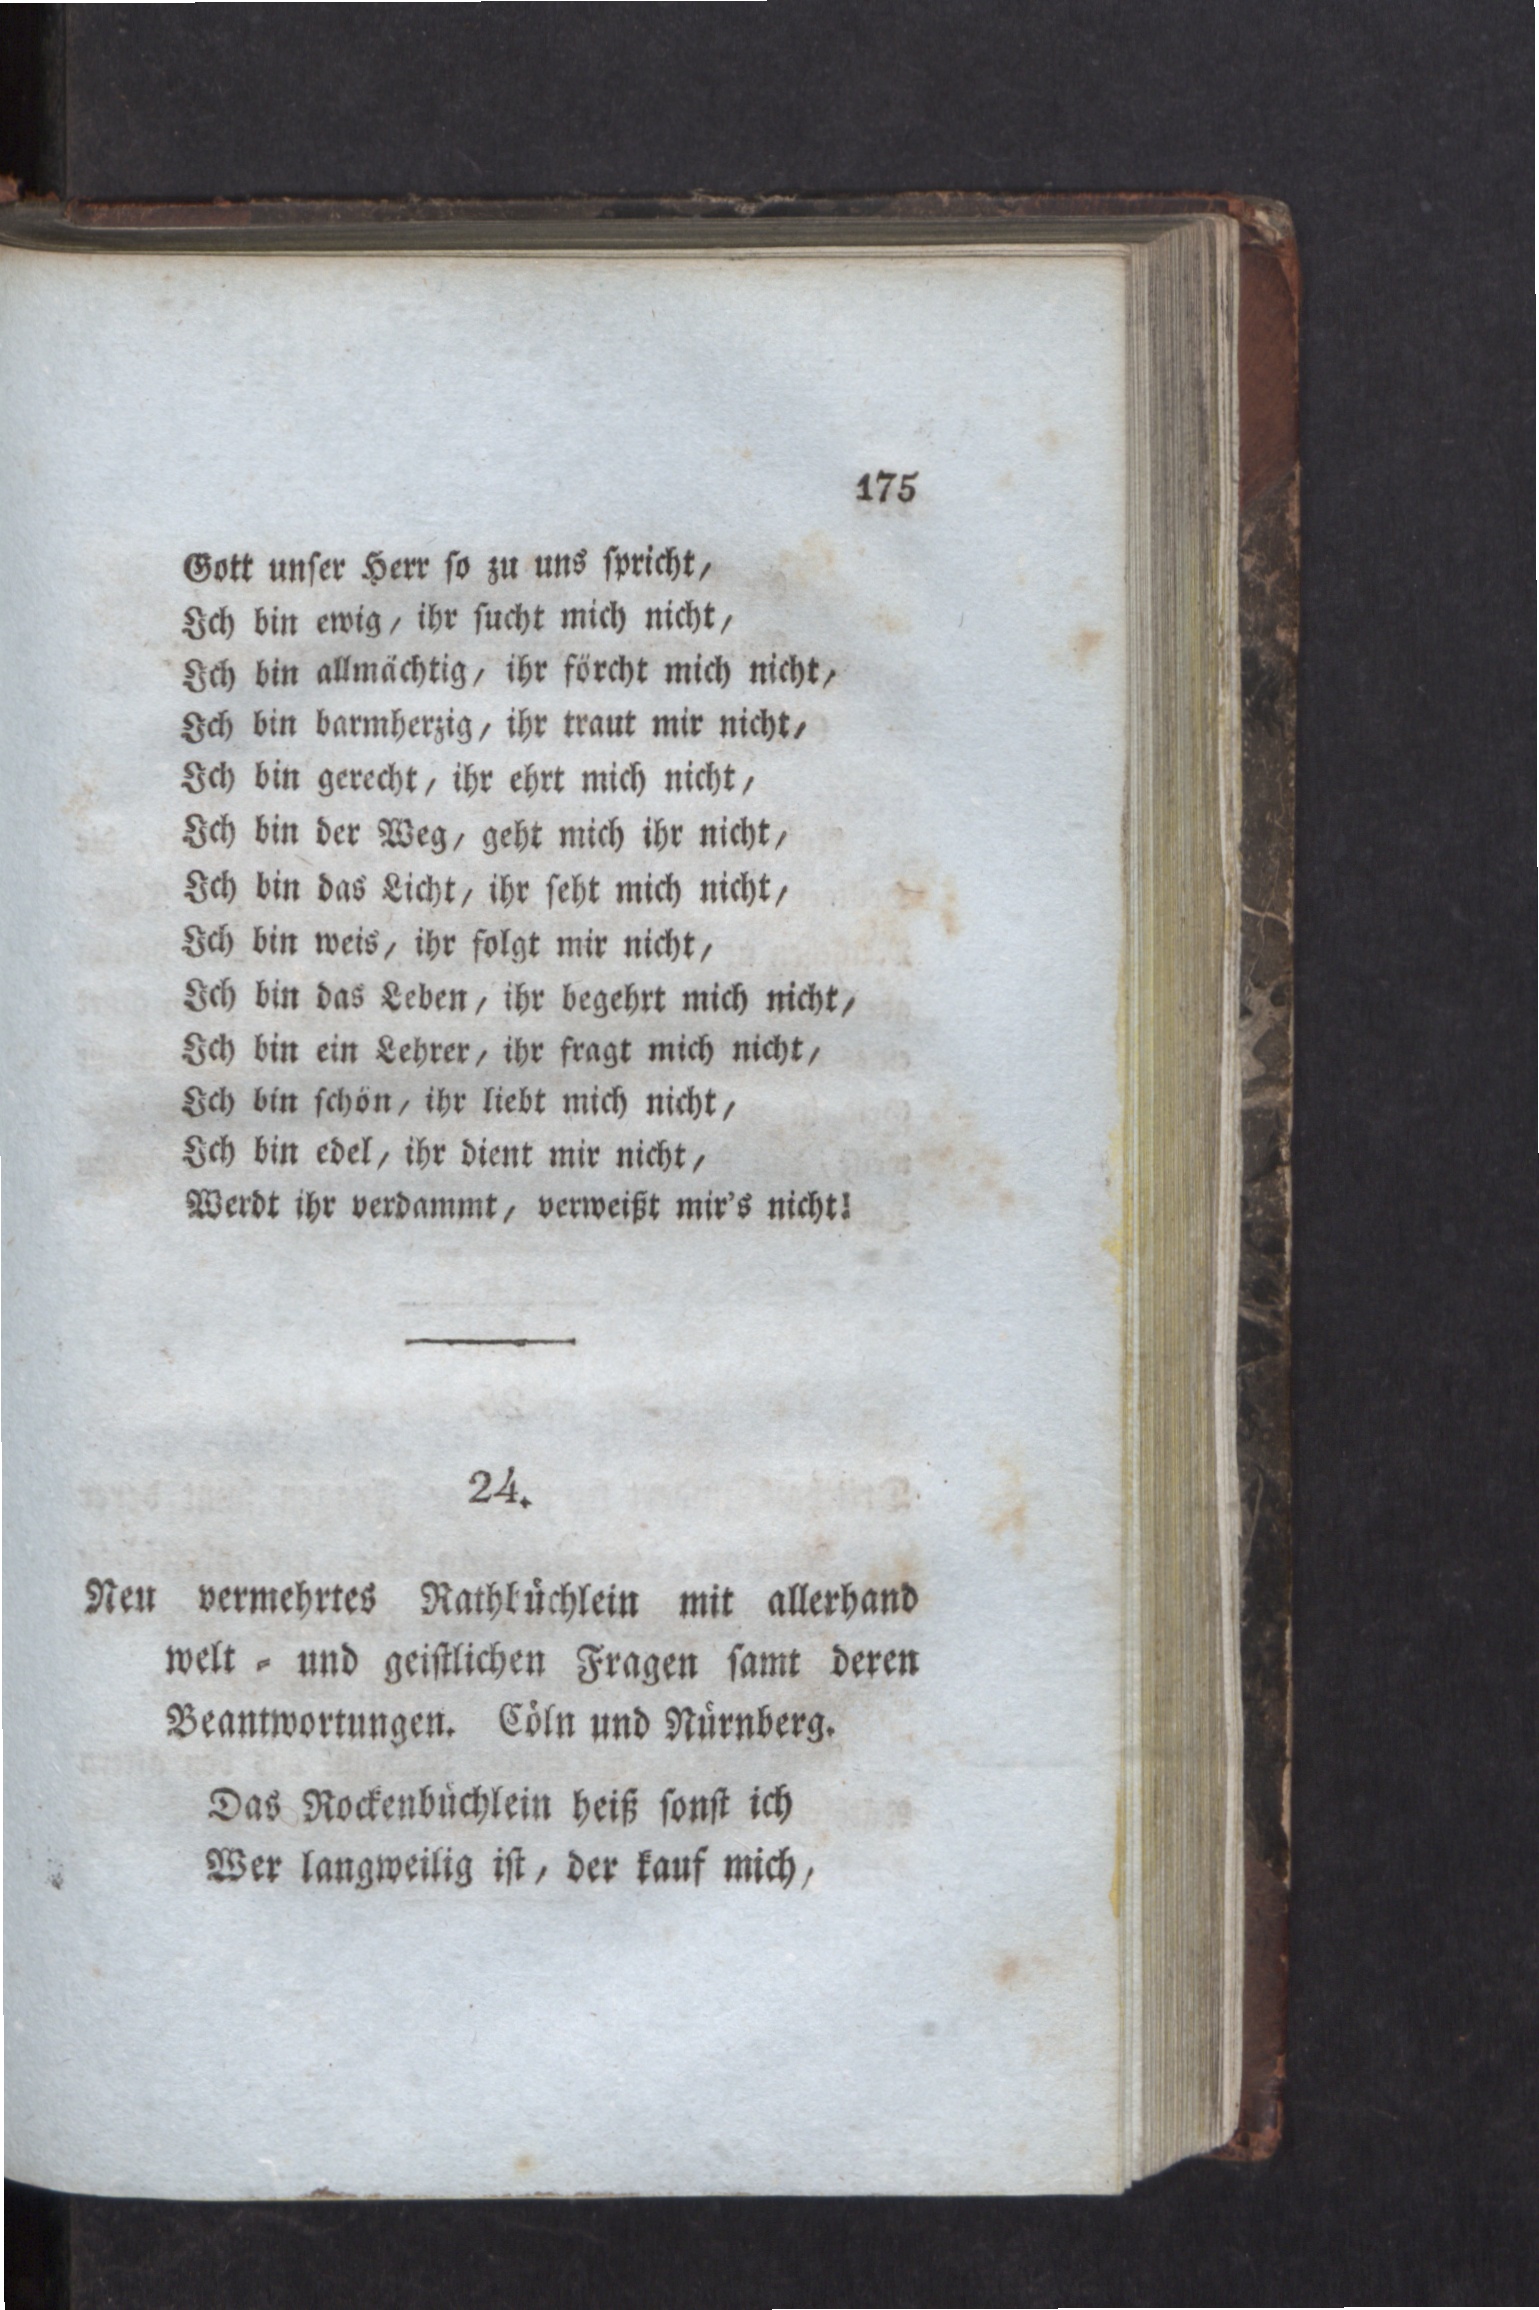 175
Gott unser Herr so zu uns spricht,
Ich bin ewig, ihr sucht mich nicht,
Ich bin allmächtig, ihr förcht mich nicht,
Ich bin barmherzig, ihr traut mir nicht,
Ich bin gerecht, ihr ehrt mich nicht,
Ich bin der Weg, geht mich ihr nicht,
Ich bin das Licht, ihr seht mich nicht,
Ich bin weis, ihr folgt mir nicht,
Ich bin das Leben, ihr begehrt mich nicht,
Ich bin ein Lehrer, ihr fragt mich nicht,
Ich bin schön, ihr liebt mich nicht,
Ich bin edel, ihr dient mir nicht,
Werdt ihr verdammt, verweißt mir's nicht!
24.
Neu vermehrtes Rathbüchlein mit allerhand
welt - und geistlichen Fragen samt deren
Beantwortungen. Cöln und Nürnberg.
Das Rockenbüchlein heiß sonst ich
Wer langweilig ist, der kauf mich,